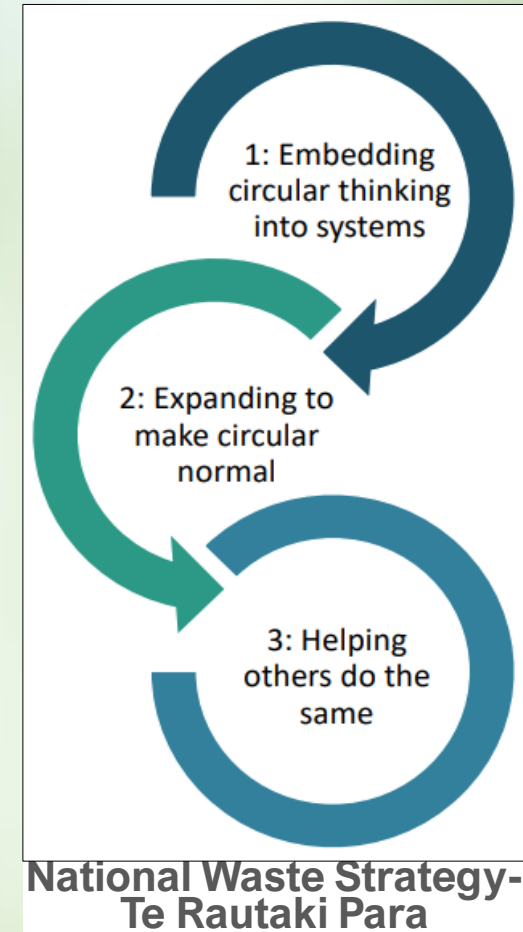 1: Embedding
circular thinking
into systems
2: Expanding to
make circular
normal
3: Helping
others do the
same
National Waste Strategy-
Te Rautaki Para